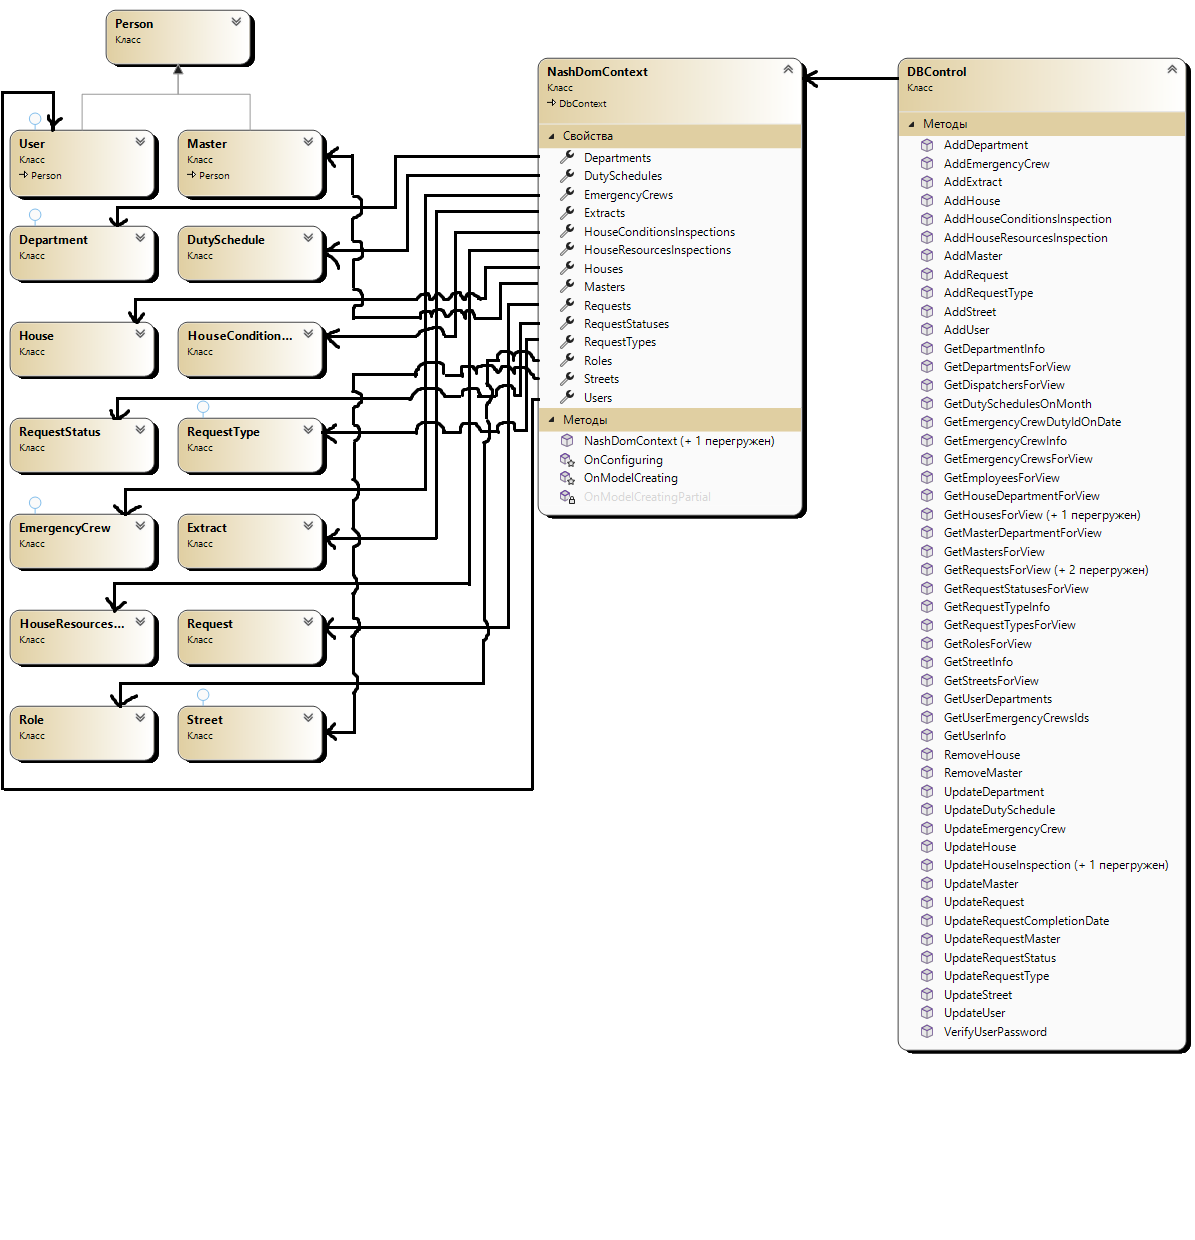 Person
Класс
User
Класс
Person
Master
Класс
Person
Department
Класс
DutySchedule
Класс
House
Класс
HouseCondition...
Класс
RequestStatus
Класс
RequestType
Класс
EmergencyCrew
Класс
Extract
Класс
HouseResources...
Класс
Request
Класс
Role
Класс
Street
Класс
NashDomContext
Класс
DbContext
Свойства
Departments
DutySchedules
EmergencyCrews
Extracts
HouseConditionsInspections
HouseResourcesInspections
Houses
Masters
Requests
RequestStatuses
RequestTypes
Roles
Streets
Users
Методы
NashDomContext (+ 1 перегружен)
OnConfiguring
OnModelCreating
OnModelCreatingPartial
DBControl
Класс
Методы
AddDepartment
AddEmergencyCrew
AddExtract
AddHouse
AddHouseConditionsInspection
AddHouseResourcesInspection
AddMaster
AddRequest
AddRequestType
AddStreet
AddUser
GetDepartmentInfo
GetDepartmentsForView
GetDispatchersForView
GetDutySchedulesOnMonth
GetEmergencyCrewDutyIdOnDate
GetEmergencyCrewInfo
GetEmergencyCrewsForView
GetEmployeesForView
GetHouseDepartmentForView
GetHousesForView (+ 1 перегружен)
GetMasterDepartmentForView
GetMastersForView
GetRequestsForView (+ 2 перегружен)
GetRequestStatusesForView
GetRequestTypeInfo
GetRequestTypesForView
GetRolesForView
GetStreetInfo
GetStreetsForView
GetUserDepartments
GetUserEmergencyCrewsIds
GetUserInfo
RemoveHouse
RemoveMaster
UpdateDepartment
UpdateDutySchedule
UpdateEmergencyCrew
UpdateHouse
UpdateHouseInspection (+ 1 перегружен)
UpdateMaster
UpdateRequest
UpdateRequestCompletionDate
UpdateRequestMaster
UpdateRequestStatus
UpdateRequestType
UpdateStreet
UpdateUser
VerifyUserPassword